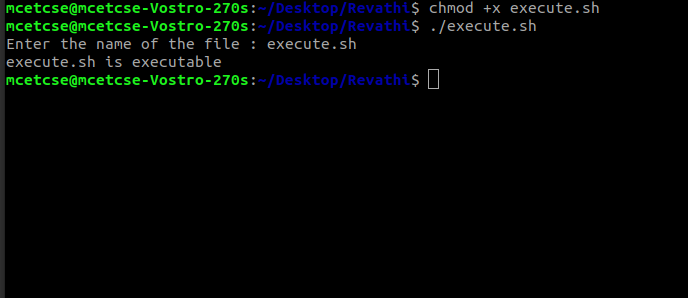 mcetcse@mcetcse-Vostro-270s:~/Desktop/Revathi$ chmod +x execute.sh
mcetcse@mcetcse-Vostro-270s:~/Desktop/Revathi$ ./execute.sh
Enter the name of the file : execute.sh
execute.sh is executable
mcetcse@mcetcse-Vostro-270s:~/Desktop/Revathi$